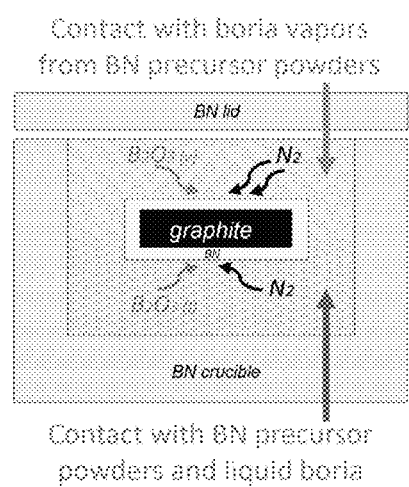 Contact with boria vapors
from BN precursor powders
BN lid
B₂O₃ (v)
N₂
graphite
BN
B₂O₃ (l)
N₂
BN crucible
Contact with BN precursor
powders and liquid boria